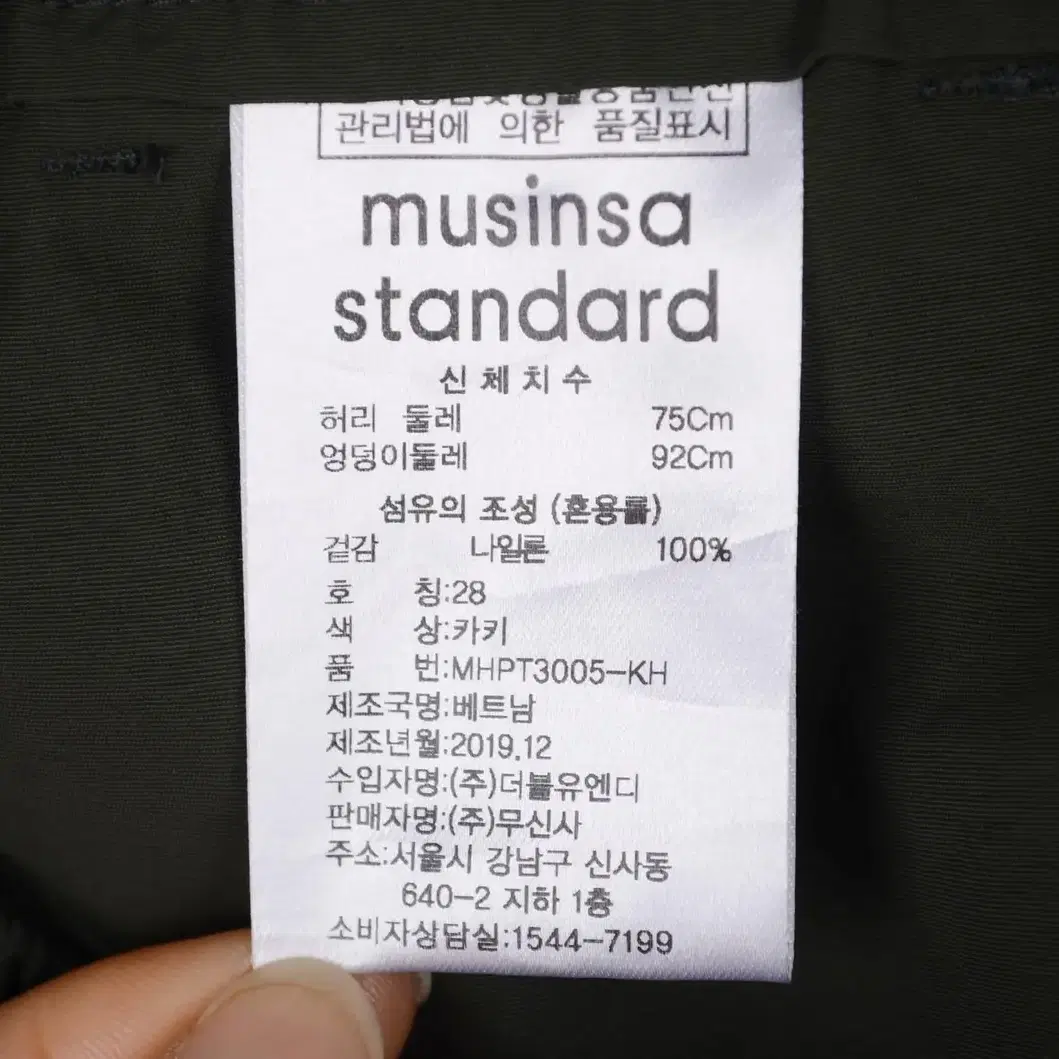 관리법에 의한 품질표시
musinsa
standard
신체치수
허리 둘레 75Cm
엉덩이둘레 92Cm
섬유의 조성 (혼용률)
겉감 나일론 100%
호 칭:28
색 상:카키
품 번:MHPT3005-KH
제조국명:베트남
제조년월:2019.12
수입자명:(주)더블유엔디
판매자명:(주)무신사
주소:서울시 강남구 신사동
640-2 지하 1층
소비자상담실:1544-7199